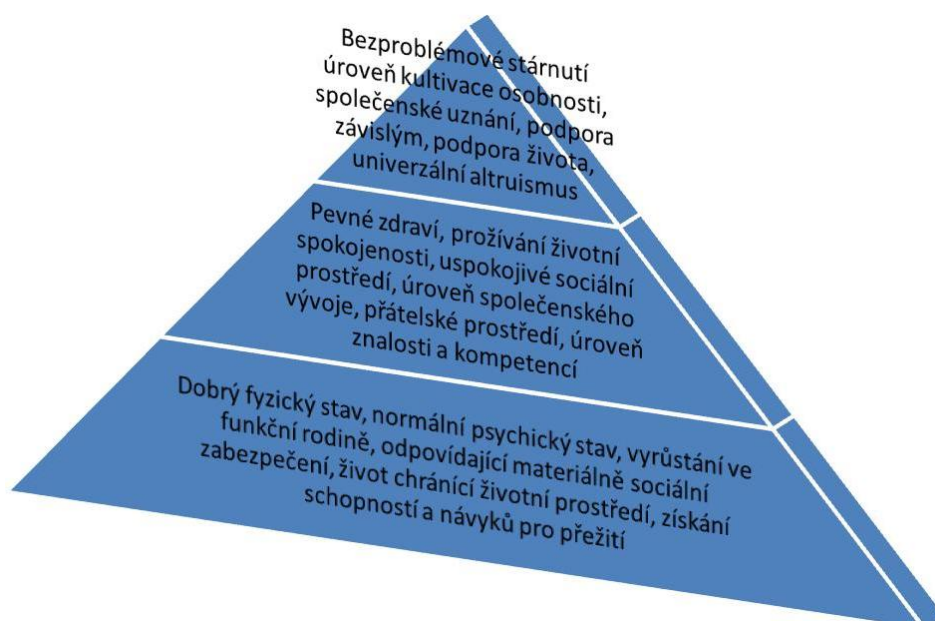 Bezproblémové stárnutí
úroveň kultivace osobnosti,
společenské uznání, podpora
závislým, podpora života,
univerzální altruismus
Pevné zdraví, prožívání životní
spokojenosti, uspokojivé sociální
prostředí, úroveň společenského
vývoje, přátelské prostředí, úroveň
znalosti a kompetencí
Dobrý fyzický stav, normální psychický stav, vyrůstání ve
funkční rodině, odpovídající materiálně sociální
zabezpečení, život chránící životní prostředí, získání
schopností a návyků pro přežití